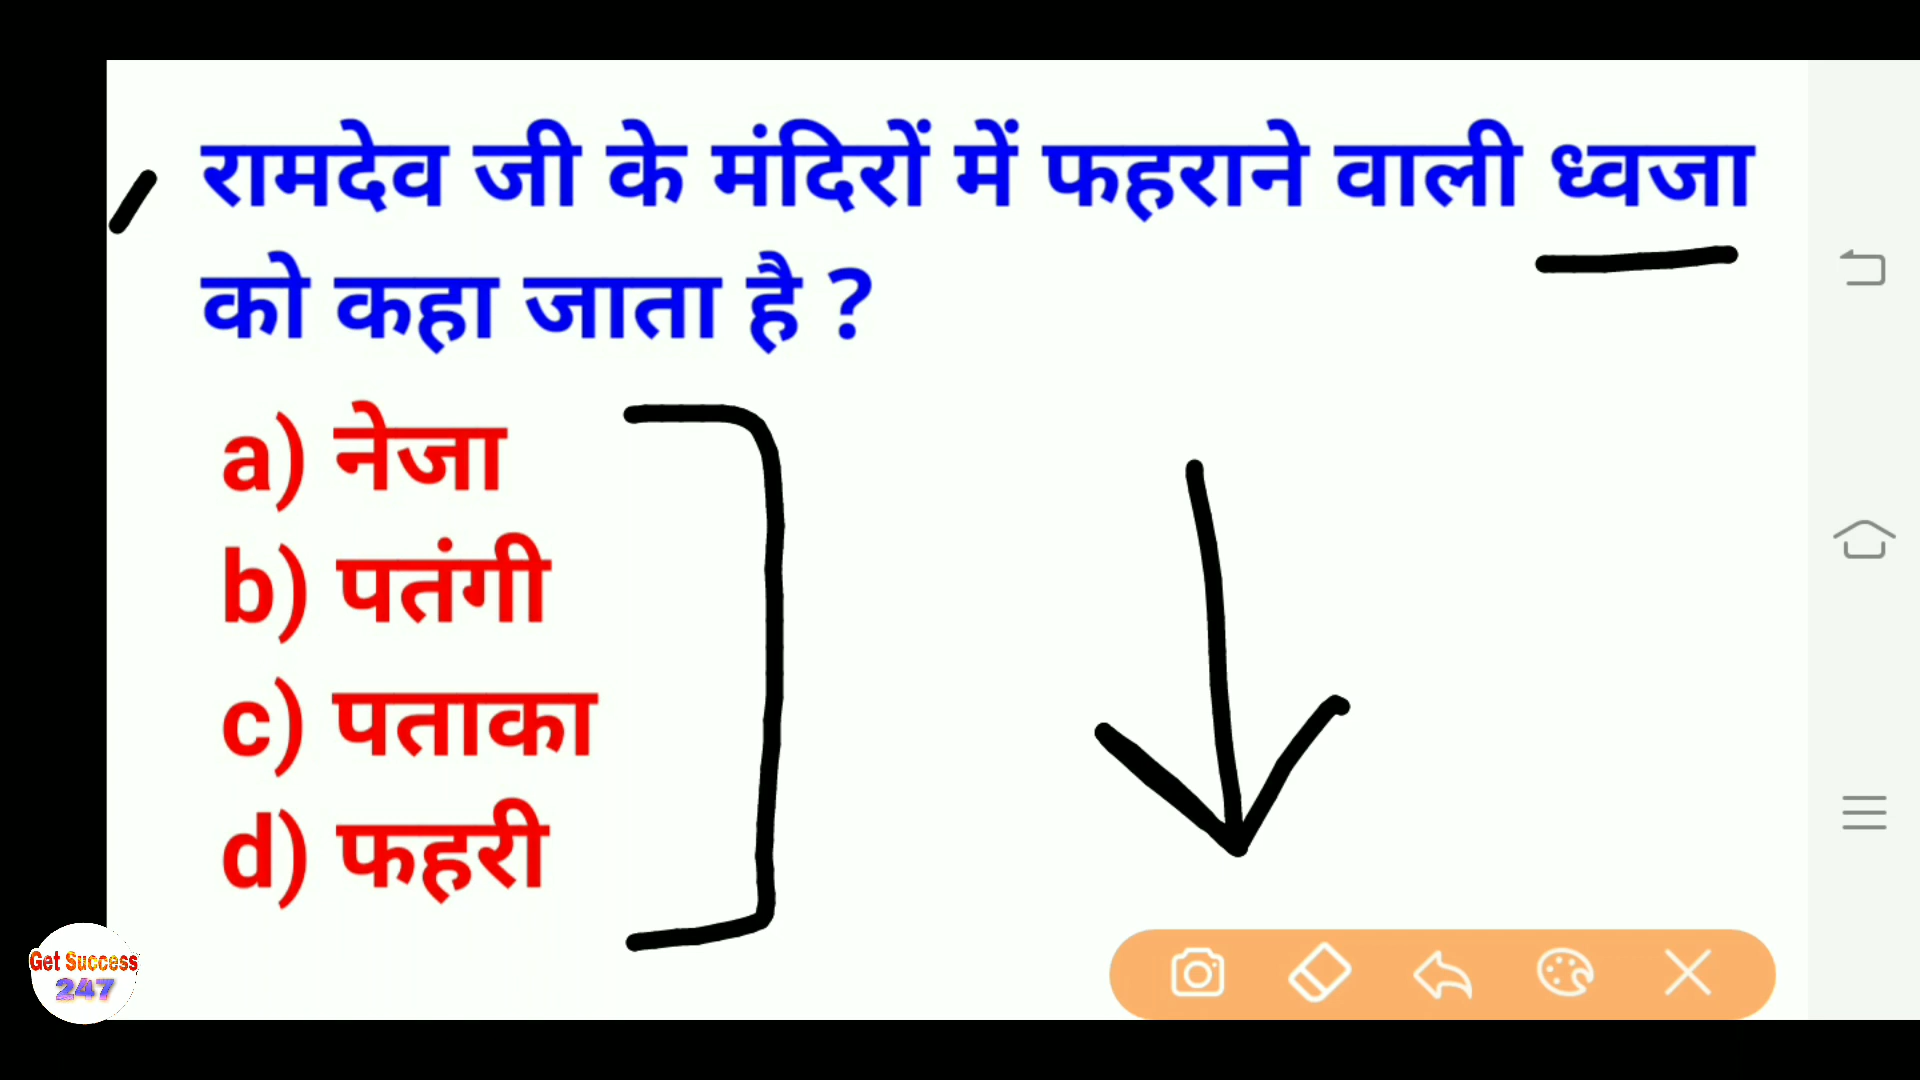 रामदेव जी के मंदिरों में फहराने वाली ध्वजा
को कहा जाता है ?
a) नेजा
b) पतंगी
c) पताका
d) फहरी
Get Success
247